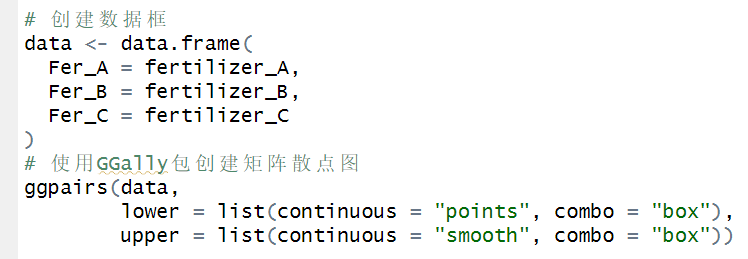 # 创建数据框
data <- data.frame(
  Fer_A = fertilizer_A,
  Fer_B = fertilizer_B,
  Fer_C = fertilizer_C
)
# 使用GGally包创建矩阵散点图
ggpairs(data,
        lower = list(continuous = "points", combo = "box"),
        upper = list(continuous = "smooth", combo = "box"))